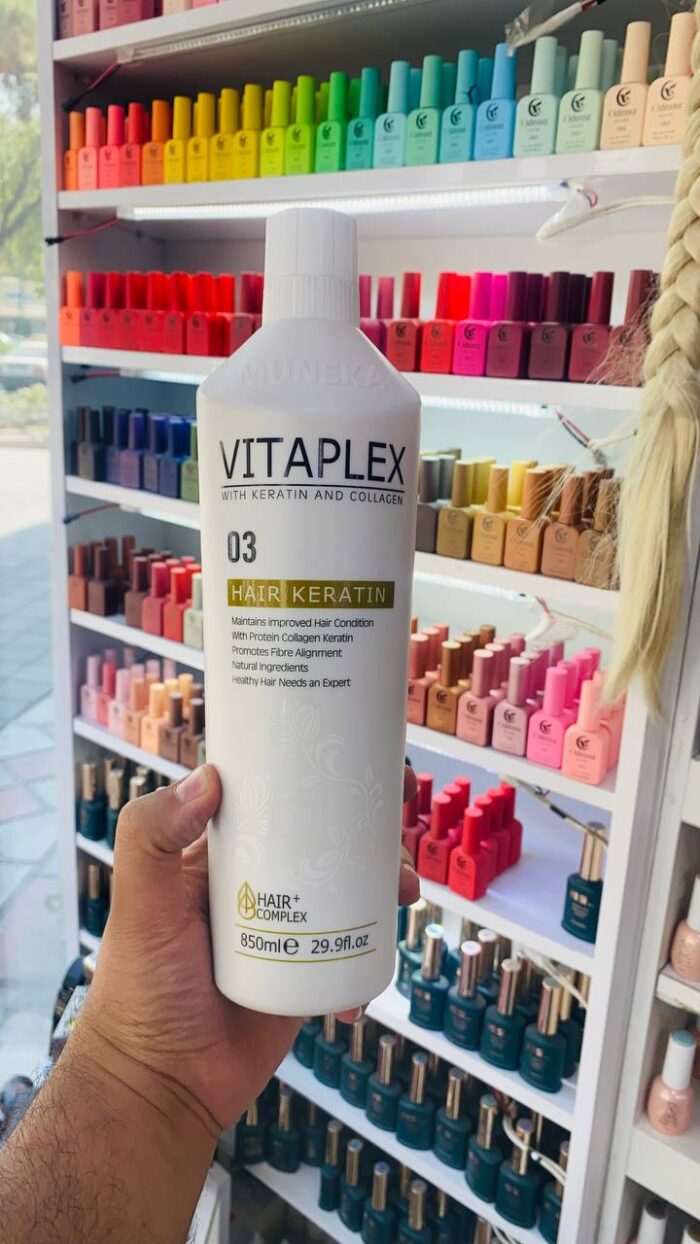 MUNEKA
VITAPLEX
WITH KERATIN AND COLLAGEN
03
HAIR KERATIN
Maintains improved Hair Condition
With Protein Collagen Keratin
Promotes Fibre Alignment
Natural Ingredients
Healthy Hair Needs an Expert
HAIR+
COMPLEX
850ml℮ 29.9fl.oz